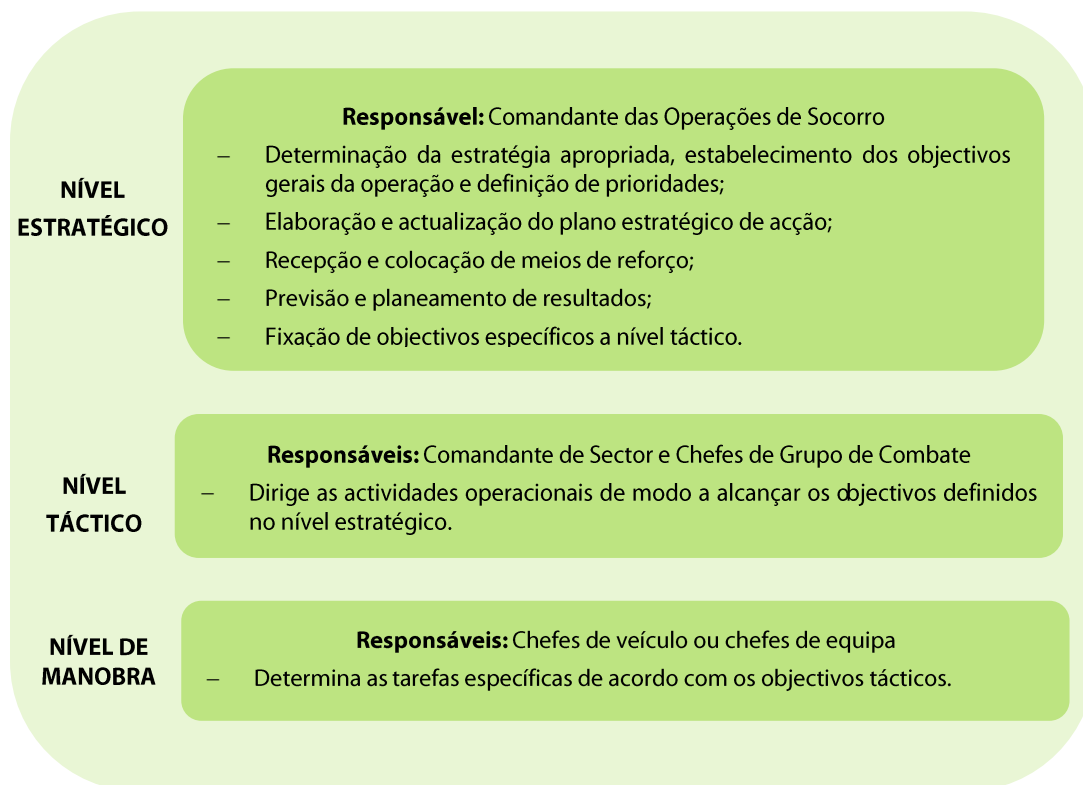 NÍVEL
ESTRATÉGICO
Responsável: Comandante das Operações de Socorro
– Determinação da estratégia apropriada, estabelecimento dos objectivos
gerais da operação e definição de prioridades;
– Elaboração e actualização do plano estratégico de acção;
– Recepção e colocação de meios de reforço;
– Previsão e planeamento de resultados;
– Fixação de objectivos específicos a nível táctico.
NÍVEL
TÁCTICO
Responsáveis: Comandante de Sector e Chefes de Grupo de Combate
– Dirige as actividades operacionais de modo a alcançar os objectivos definidos
no nível estratégico.
NÍVEL DE
MANOBRA
Responsáveis: Chefes de veículo ou chefes de equipa
– Determina as tarefas específicas de acordo com os objectivos tácticos.